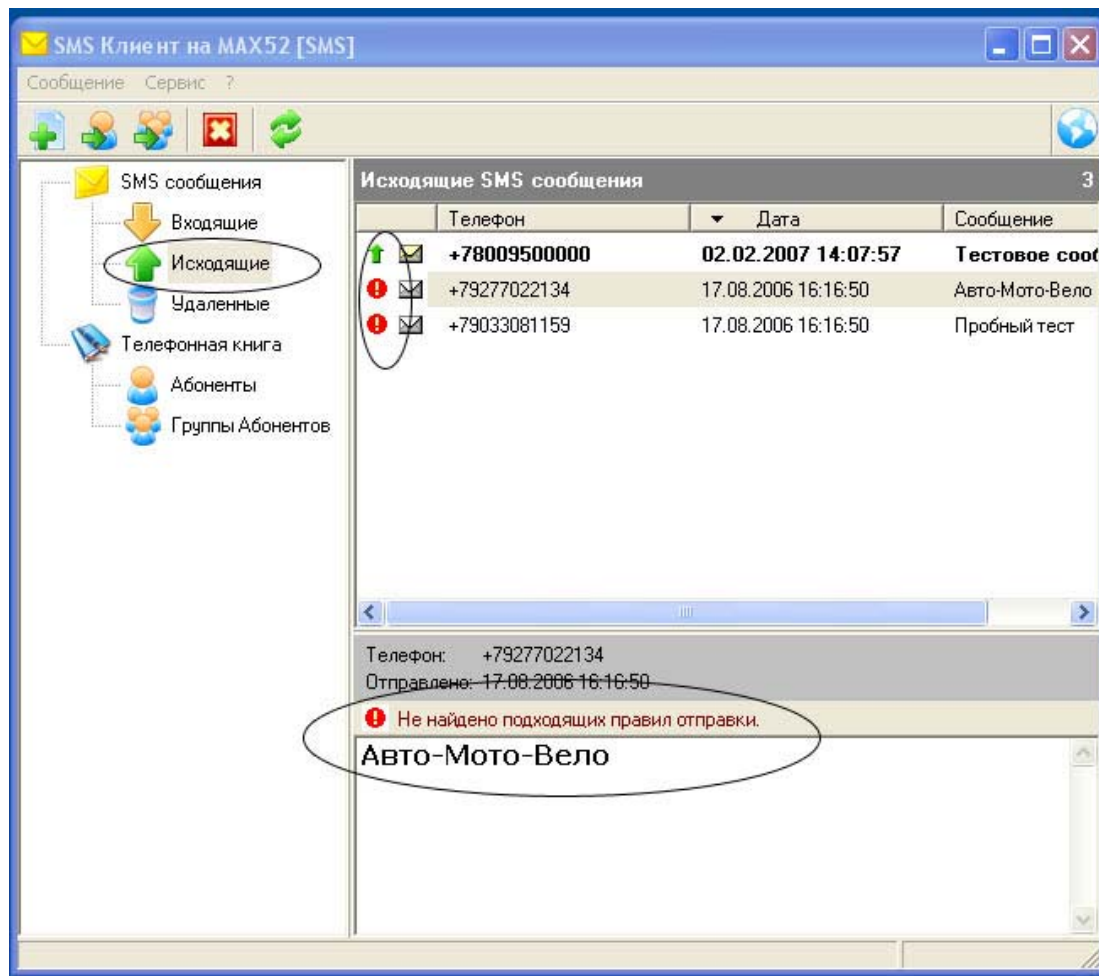 SMS Клиент на MAX52 [SMS]
Сообщение Сервис ?
SMS сообщения
Входящие
Исходящие
Удаленные
Телефонная книга
Абоненты
Группы Абонентов
Исходящие SMS сообщения 3
Телефон Дата Сообщение
+78009500000 02.02.2007 14:07:57 Тестовое сооб
+79277022134 17.08.2006 16:16:50 Авто-Мото-Вело
+79033081159 17.08.2006 16:16:50 Пробный тест
Телефон: +79277022134
Отправлено: 17.08.2006 16:16:50
Не найдено подходящих правил отправки.
Авто-Мото-Вело